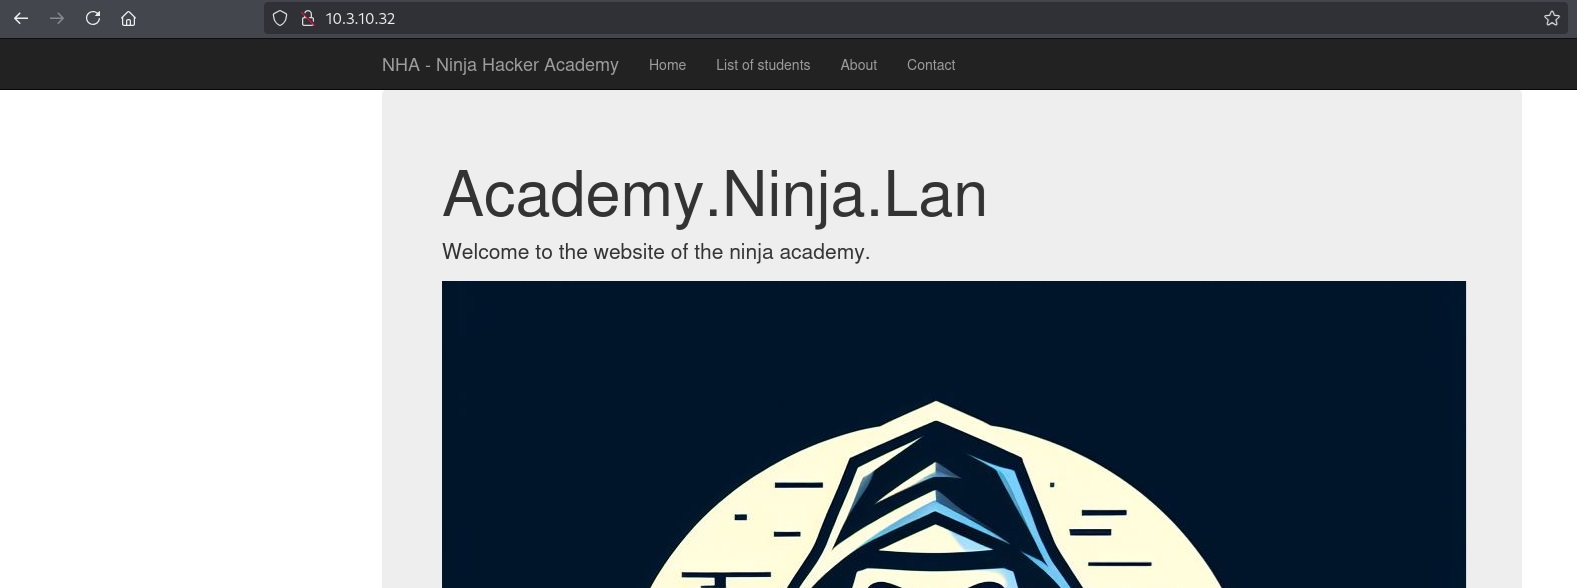 10.3.10.32
NHA - Ninja Hacker Academy Home List of students About Contact
Academy.Ninja.Lan
Welcome to the website of the ninja academy.